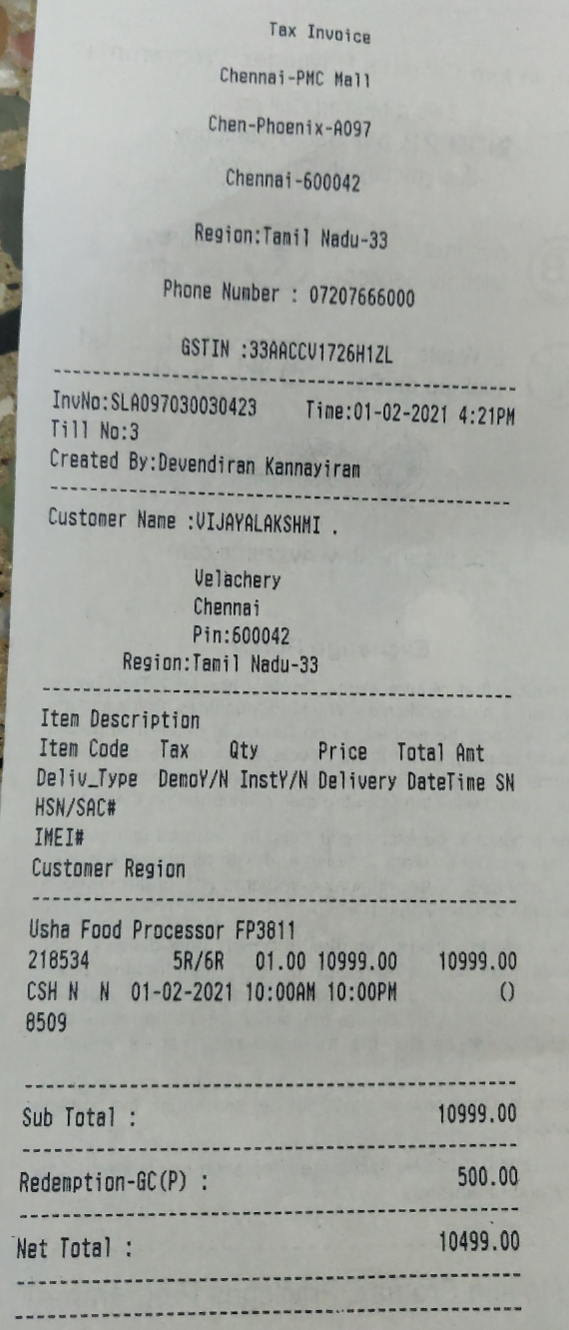 Tax Invoice
Chennai-PMC Mall
Chen-Phoenix-A097
Chennai-600042
Region:Tamil Nadu-33
Phone Number : 07207666000
GSTIN :33AACCV1726H1ZL
InvNo:SLA097030030423 Time:01-02-2021 4:21PM
Till No:3
Created By:Devendiran Kannayiram
Customer Name :VIJAYALAKSHMI .
Velachery
Chennai
Pin:600042
Region:Tamil Nadu-33
Item Description
Item Code Tax Qty Price Total Amt
Deliv_Type DemoY/N InstY/N Delivery DateTime SN
HSN/SAC#
IMEI#
Customer Region
Usha Food Processor FP3811
218534 5R/6R 01.00 10999.00 10999.00
CSH N N 01-02-2021 10:00AM 10:00PM ()
8509
Sub Total : 10999.00
Redemption-GC(P) : 500.00
Net Total : 10499.00